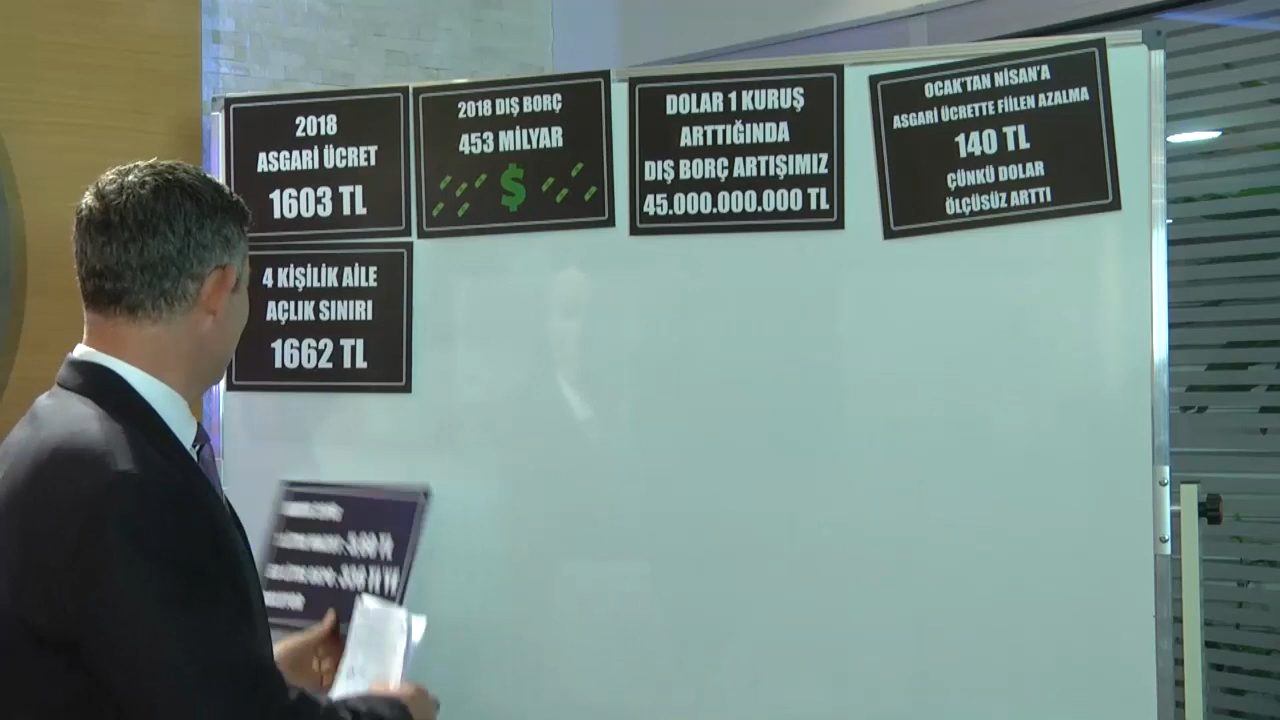 2018
ASGARİ ÜCRET
1603 TL
2018 DIŞ BORÇ
453 MİLYAR
$
DOLAR 1 KURUŞ
ARTTIĞINDA
DIŞ BORÇ ARTIŞIMIZ
45.000.000.000 TL
OCAK'TAN NİSAN'A
ASGARİ ÜCRETTE FİİLEN AZALMA
140 TL
ÇÜNKÜ DOLAR
ÖLÇÜSÜZ ARTTI
4 KİŞİLİK AİLE
AÇLIK SINIRI
1662 TL